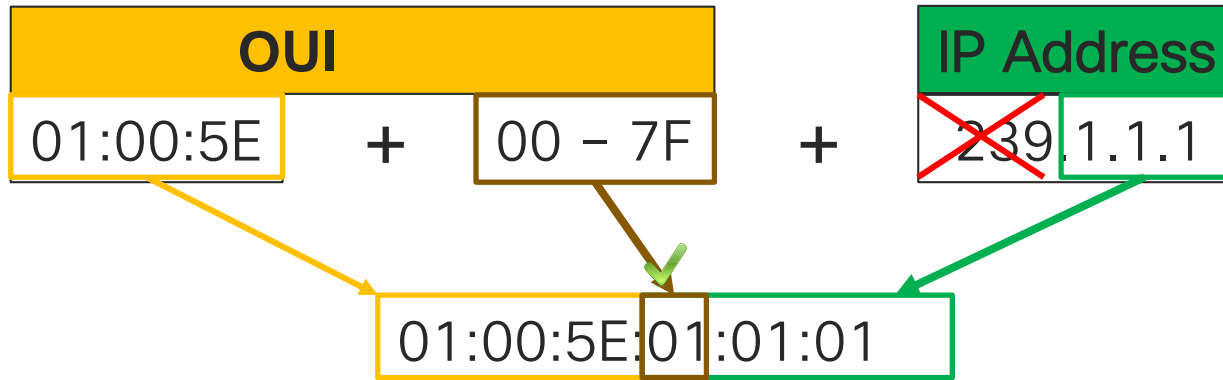 OUI
IP Address
01:00:5E + 00 – 7F + 239.1.1.1
01:00:5E:01:01:01